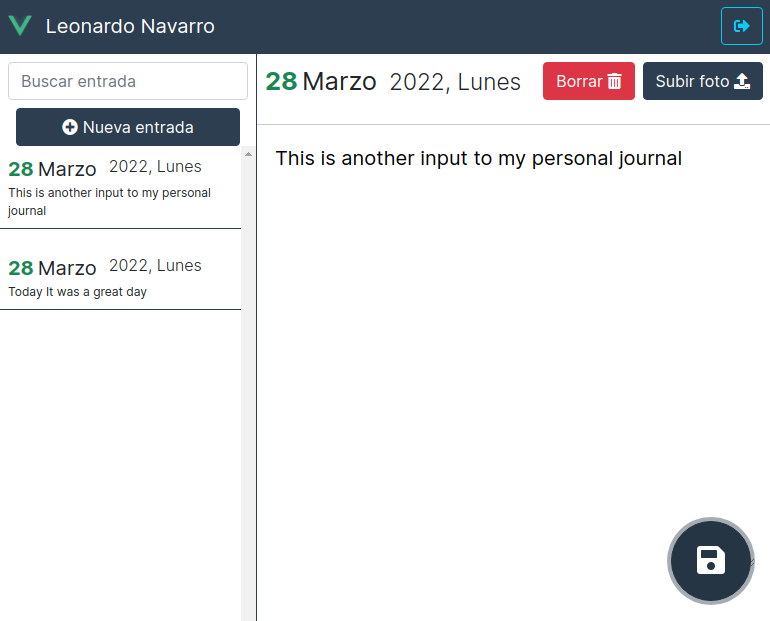 Leonardo Navarro
Buscar entrada
Nueva entrada
28 Marzo 2022, Lunes
This is another input to my personal
journal
28 Marzo 2022, Lunes
Today It was a great day
28 Marzo 2022, Lunes
Borrar
Subir foto
This is another input to my personal journal